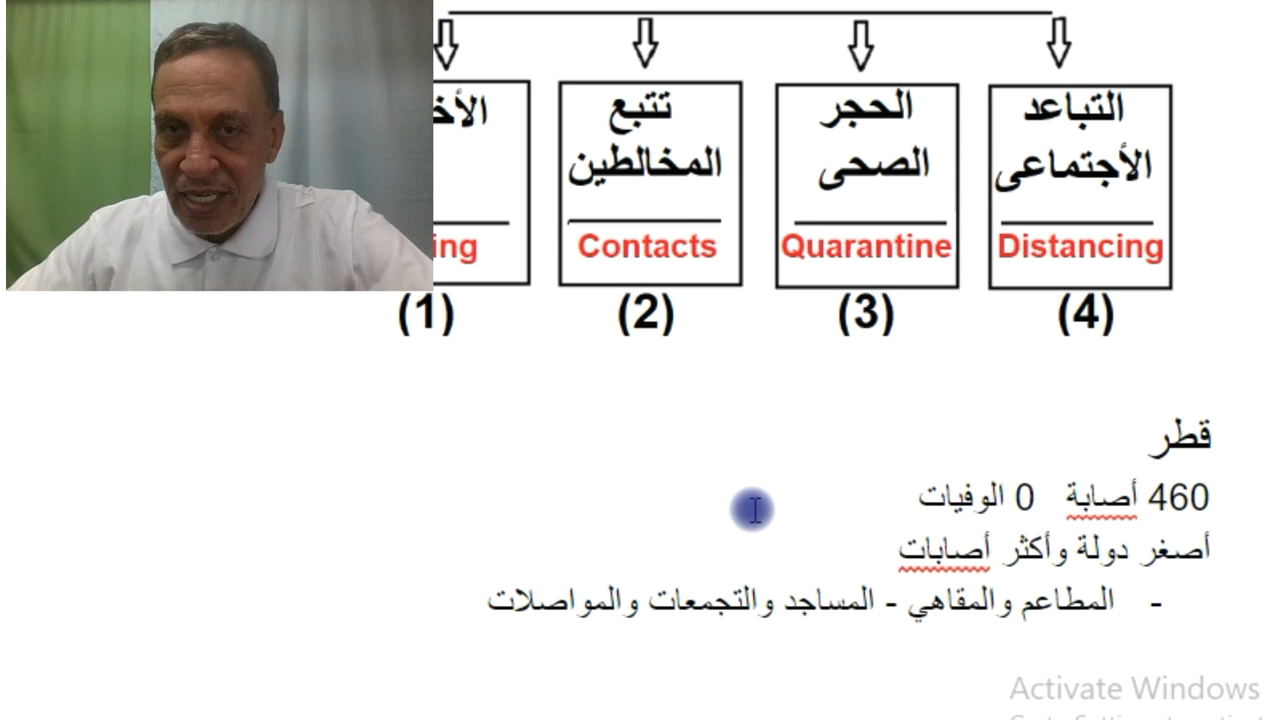 التباعد
الأجتماعى
Distancing
(4)
الحجر
الصحى
Quarantine
(3)
تتبع
المخالطين
Contacts
(2)
(1)
قطر
460 أصابة 0 الوفيات
أصغر دولة وأكثر أصابات
- المطاعم والمقاهي - المساجد والتجمعات والمواصلات
Activate Windows